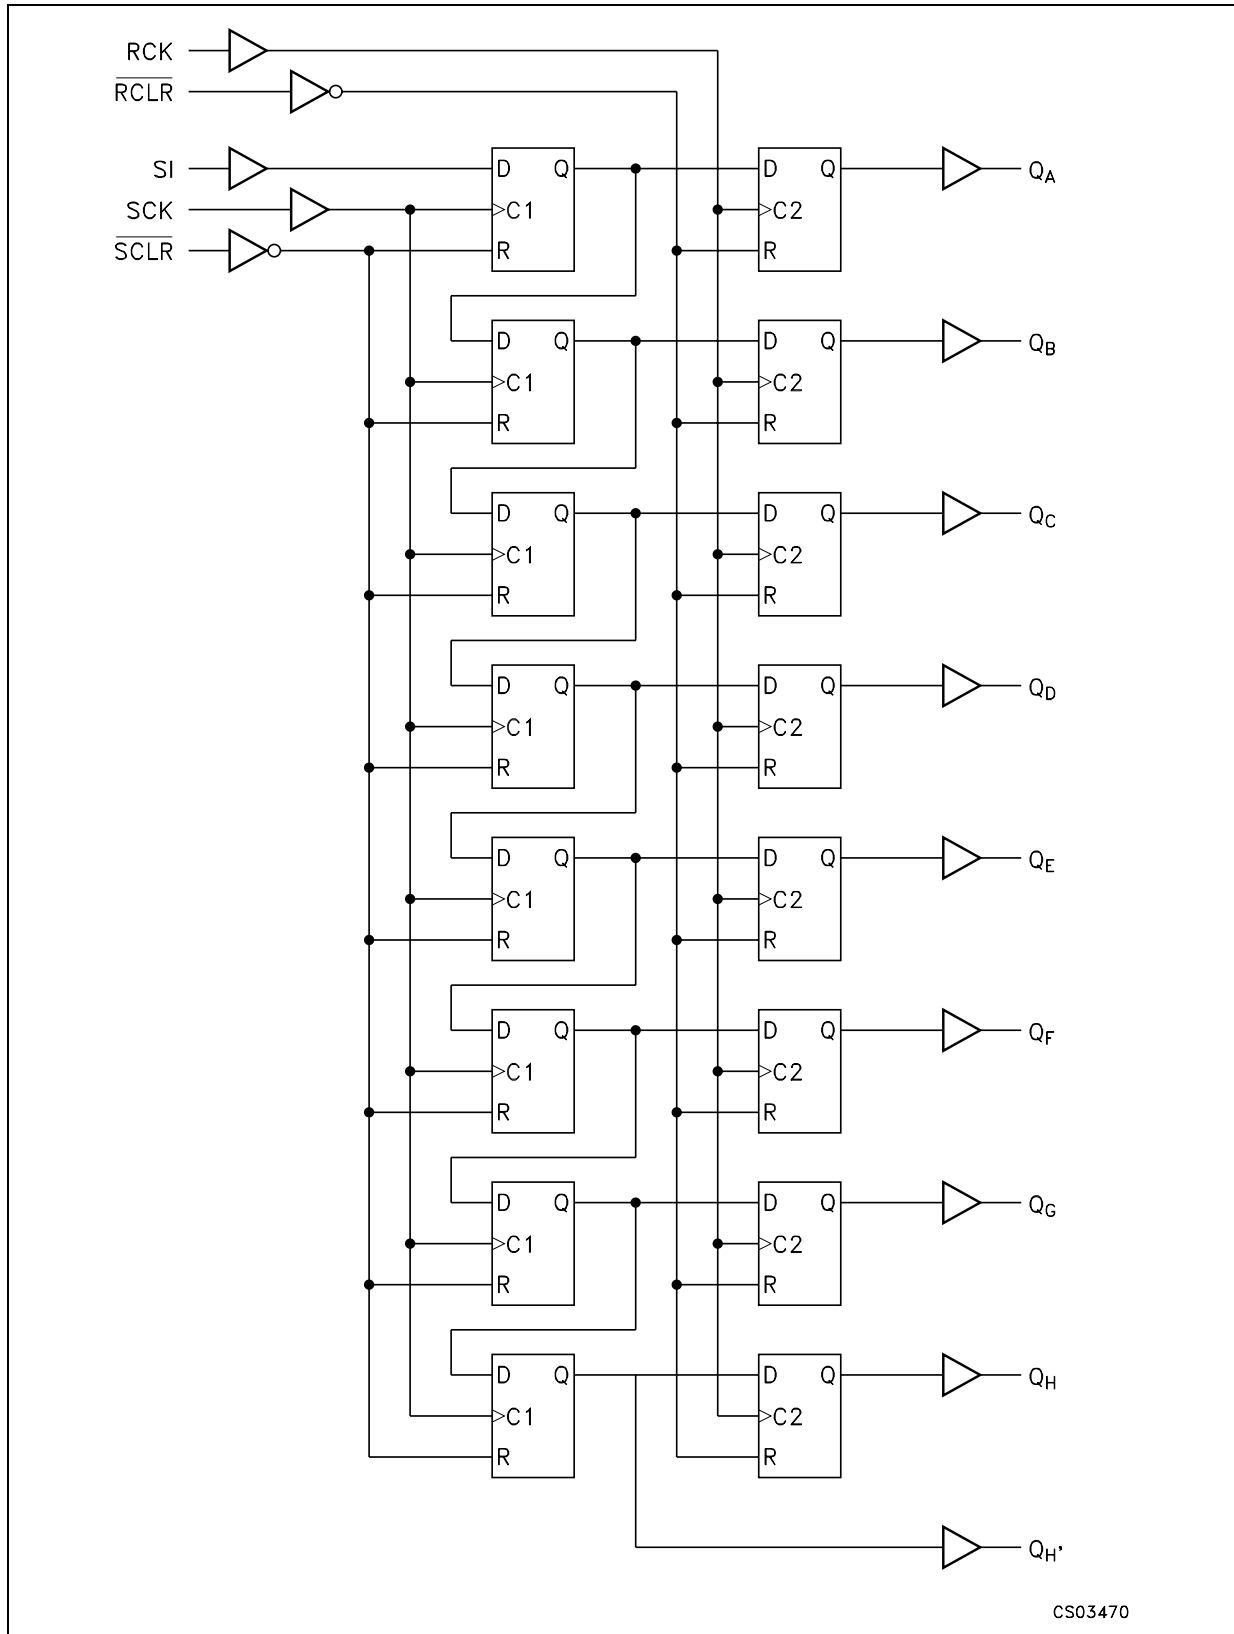 RCK
RCLR
SI D Q D Q QA
SCK C1 C2
SCLR R R
D Q D Q QB
C1 C2
R R
D Q D Q QC
C1 C2
R R
D Q D Q QD
C1 C2
R R
D Q D Q QE
C1 C2
R R
D Q D Q QF
C1 C2
R R
D Q D Q QG
C1 C2
R R
D Q D Q QH
C1 C2
R R
QH'
CS03470